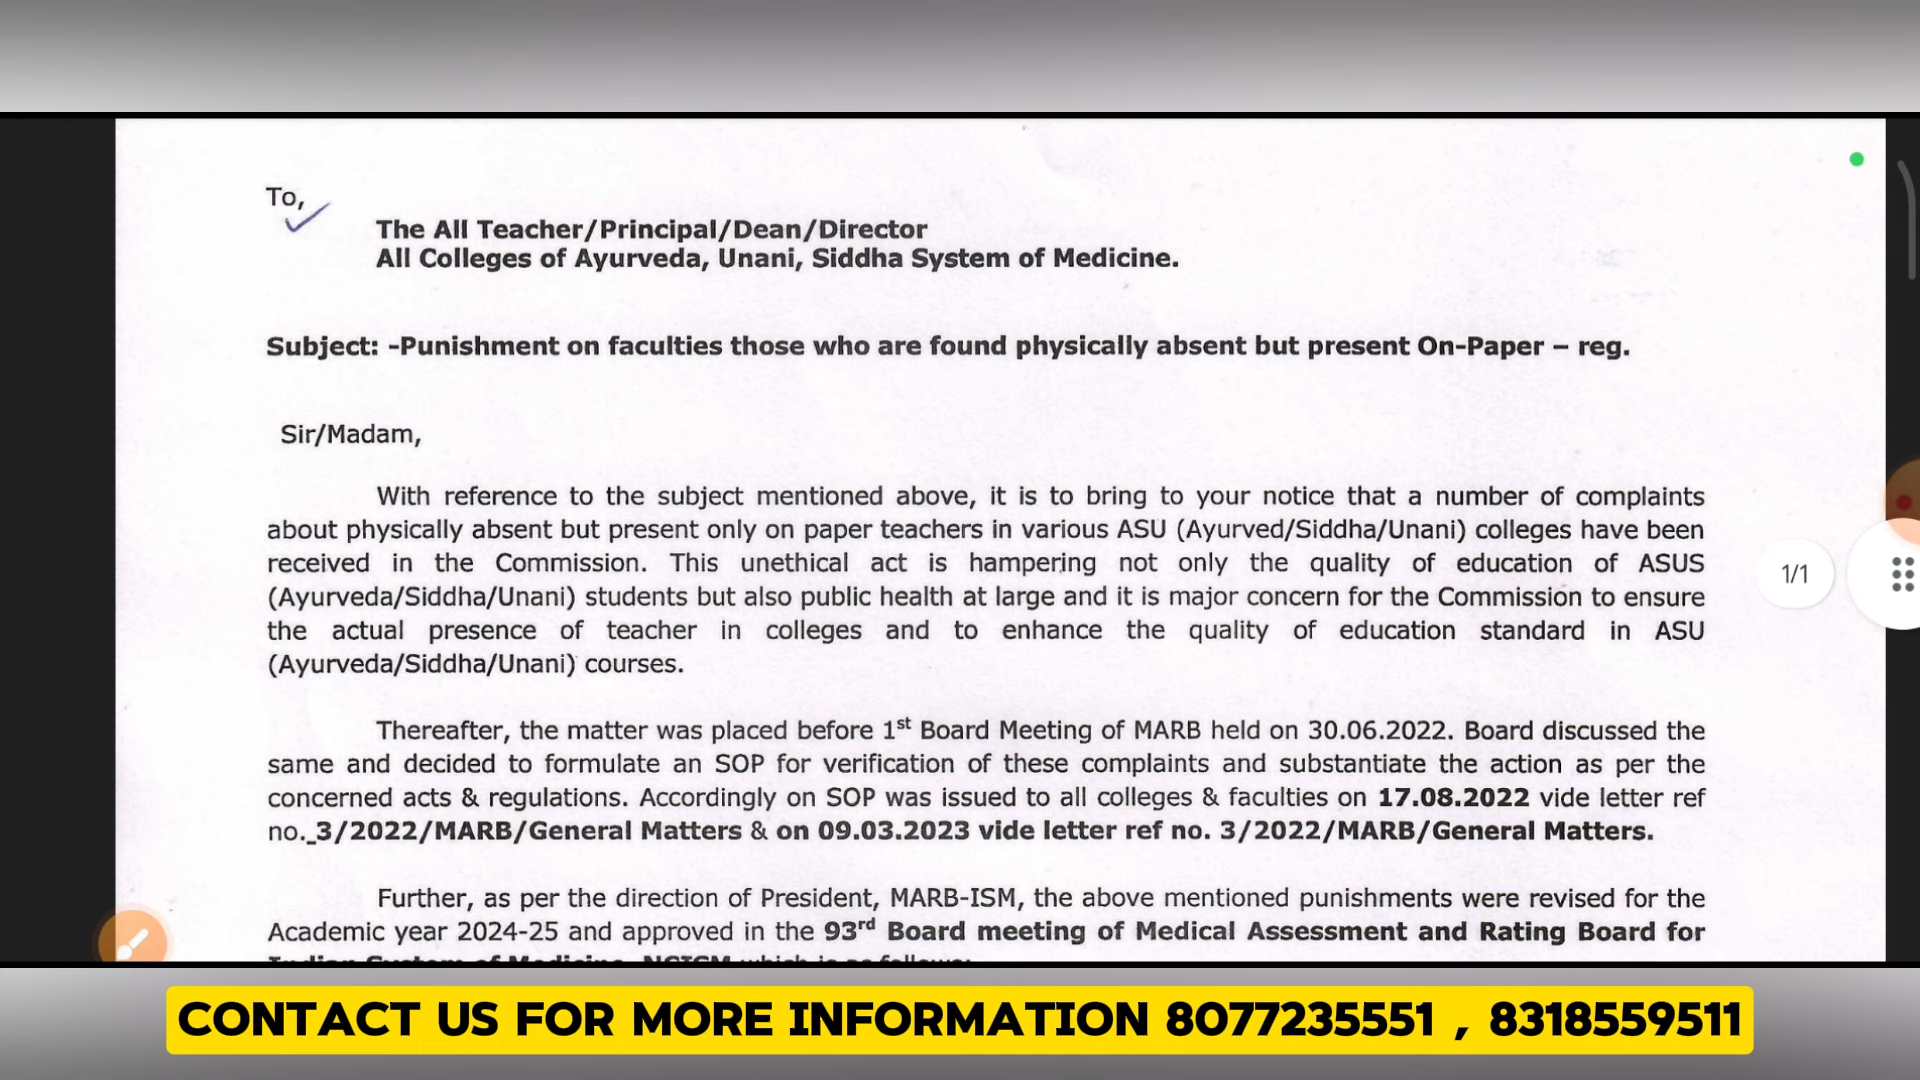 To,
The All Teacher/Principal/Dean/Director
All Colleges of Ayurveda, Unani, Siddha System of Medicine.
Subject: -Punishment on faculties those who are found physically absent but present On-Paper – reg.
Sir/Madam,
With reference to the subject mentioned above, it is to bring to your notice that a number of complaints
about physically absent but present only on paper teachers in various ASU (Ayurved/Siddha/Unani) colleges have been
received in the Commission. This unethical act is hampering not only the quality of education of ASUS
(Ayurveda/Siddha/Unani) students but also public health at large and it is major concern for the Commission to ensure
the actual presence of teacher in colleges and to enhance the quality of education standard in ASU
(Ayurveda/Siddha/Unani) courses.
Thereafter, the matter was placed before 1st Board Meeting of MARB held on 30.06.2022. Board discussed the
same and decided to formulate an SOP for verification of these complaints and substantiate the action as per the
concerned acts & regulations. Accordingly on SOP was issued to all colleges & faculties on 17.08.2022 vide letter ref
no._3/2022/MARB/General Matters & on 09.03.2023 vide letter ref no. 3/2022/MARB/General Matters.
Further, as per the direction of President, MARB-ISM, the above mentioned punishments were revised for the
Academic year 2024-25 and approved in the 93rd Board meeting of Medical Assessment and Rating Board for
Indian System of Medicine, NCISM which is as follows:
1/1
CONTACT US FOR MORE INFORMATION 8077235551 , 8318559511